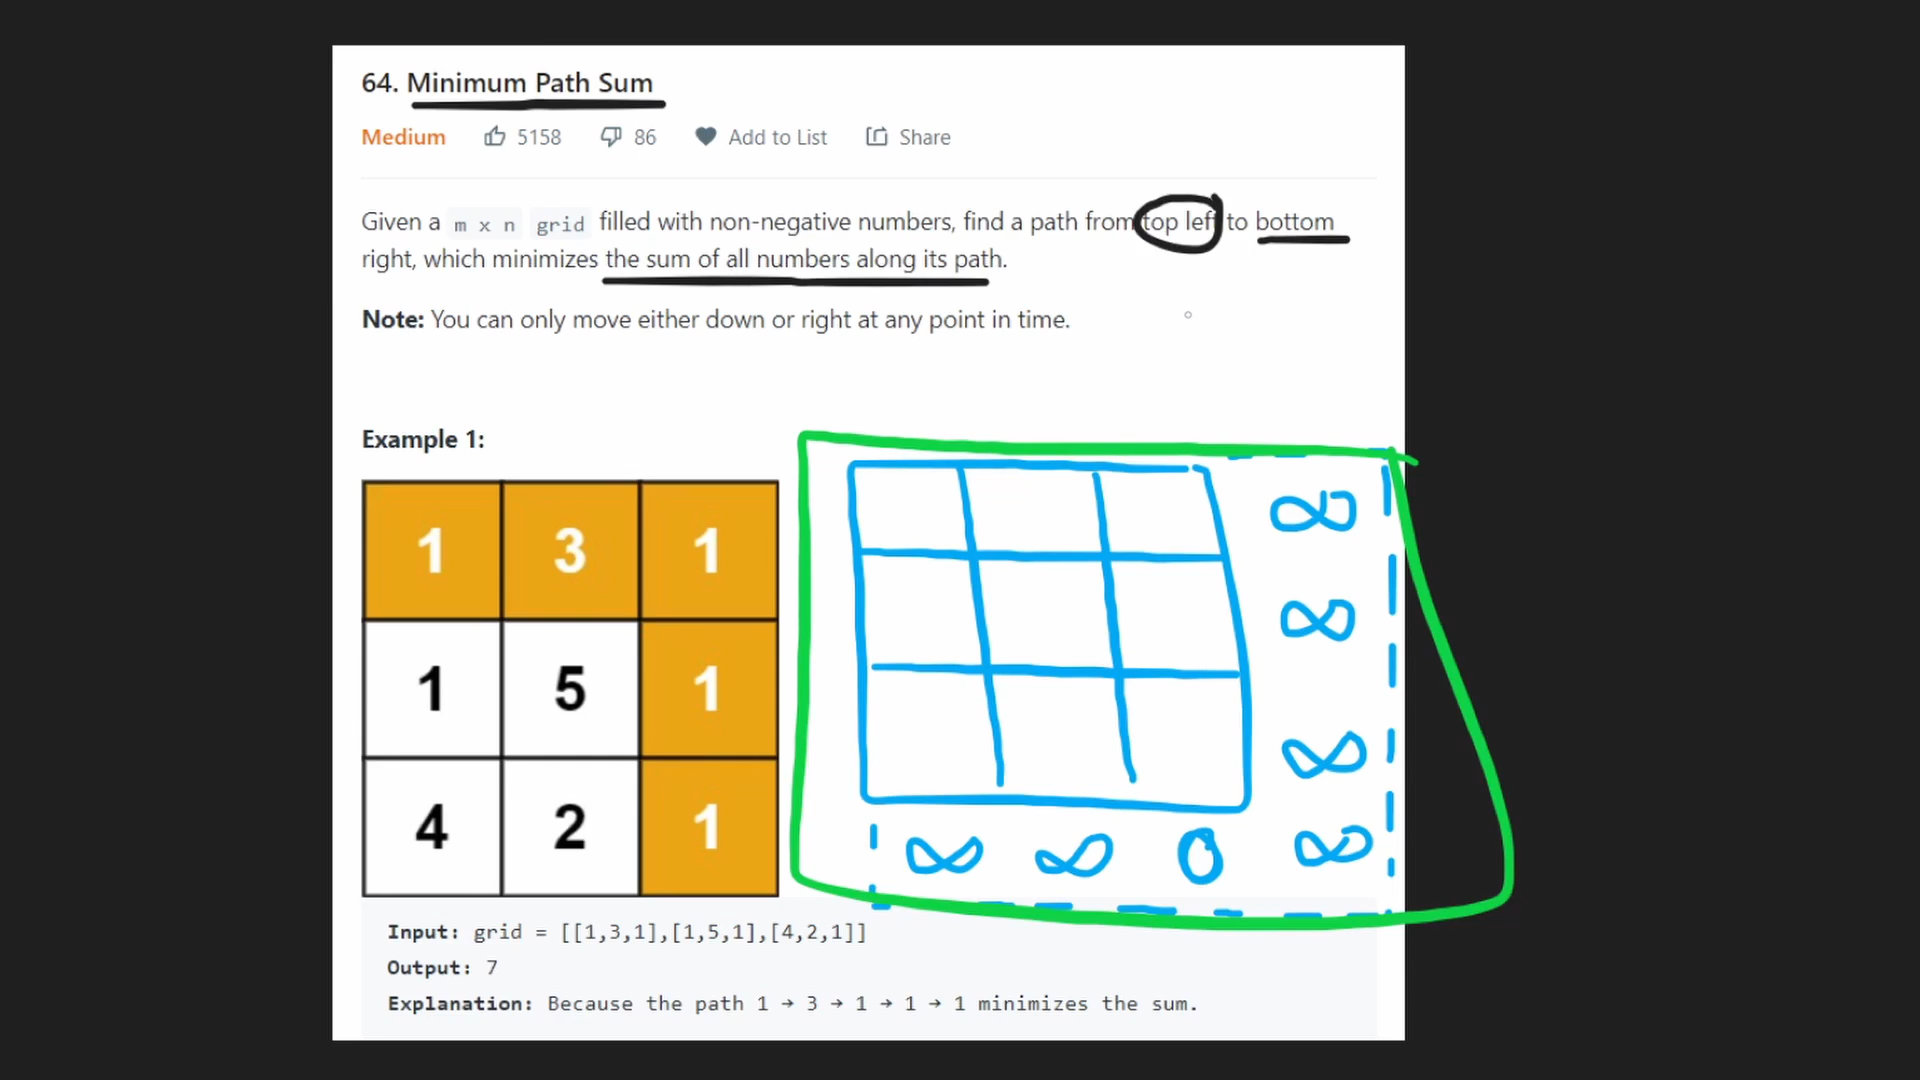 64. Minimum Path Sum
Medium 5158 86 Add to List Share
Given a m x n grid filled with non-negative numbers, find a path from top left to bottom
right, which minimizes the sum of all numbers along its path.
Note: You can only move either down or right at any point in time.
Example 1:
1 3 1
1 5 1
4 2 1
∞
∞
∞
∞ ∞ 0 ∞
Input: grid = [[1,3,1],[1,5,1],[4,2,1]]
Output: 7
Explanation: Because the path 1 → 3 → 1 → 1 → 1 minimizes the sum.